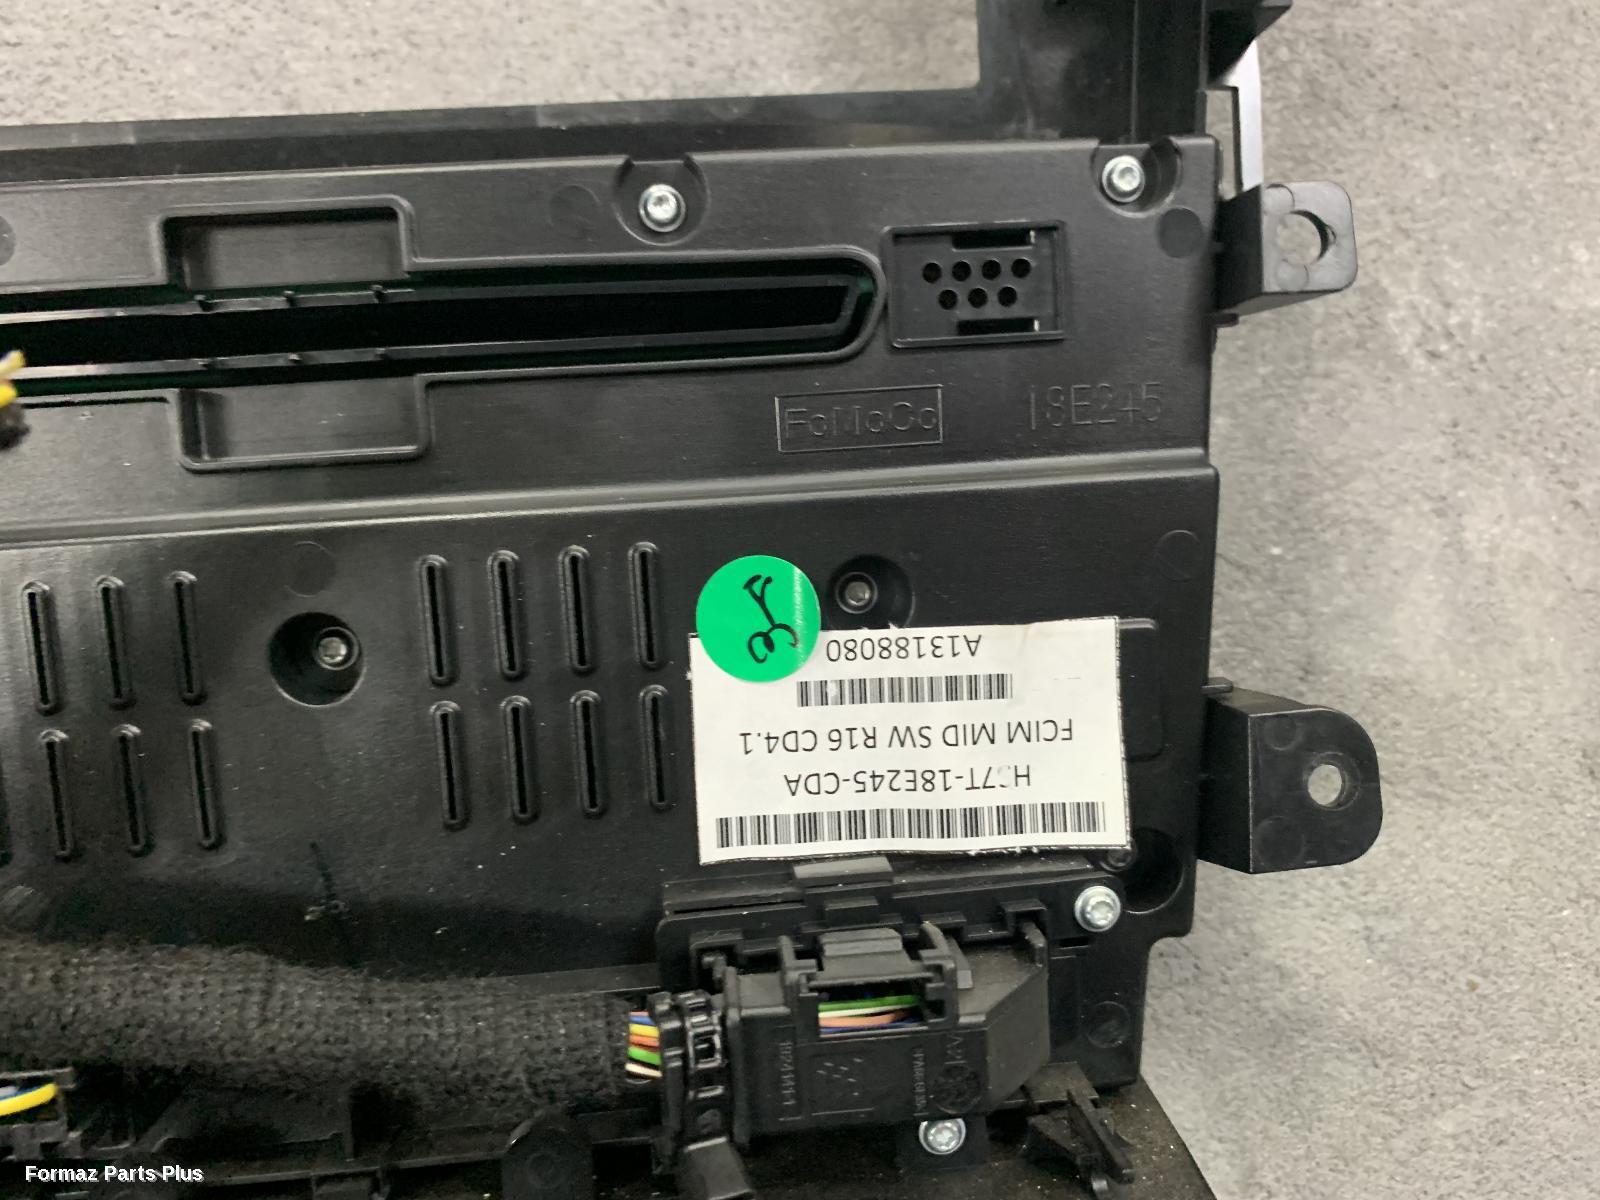 FoMoCo
18E245
A13188080
FCIM MID SW R16 CD4.1
HS7T-18E245-CDA
Formaz Parts Plus